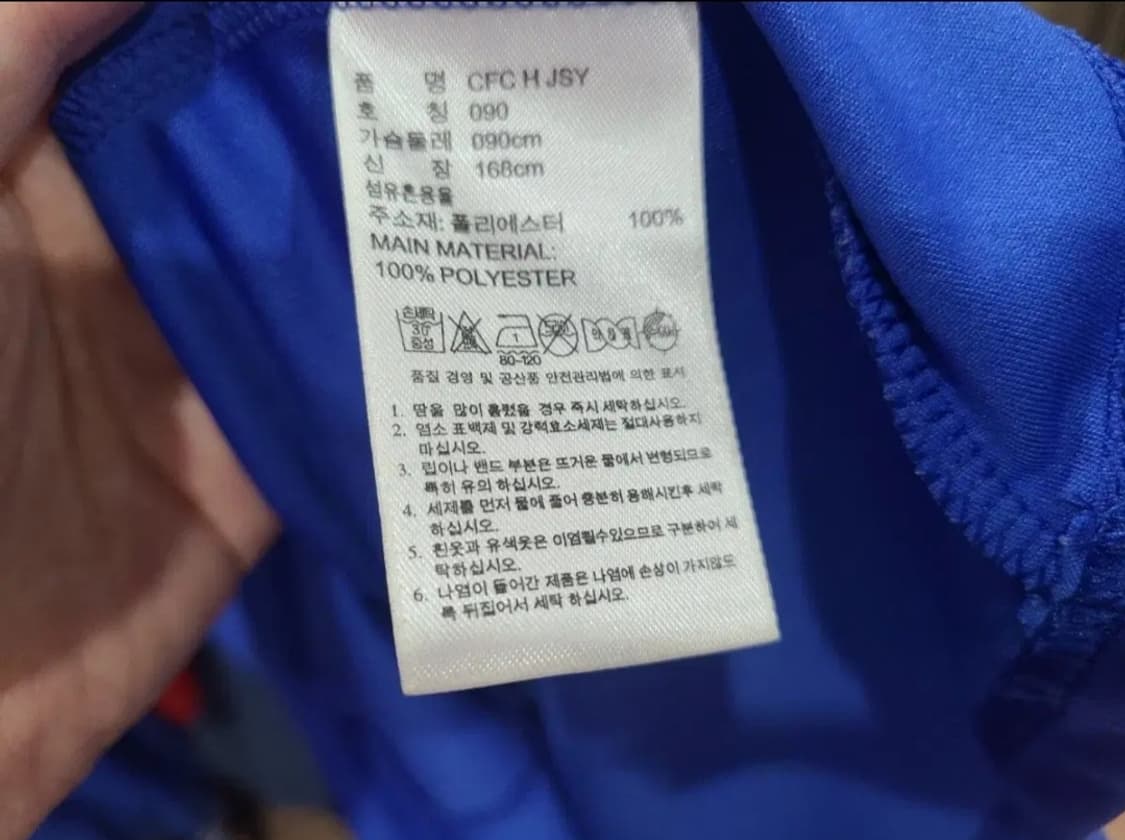 품 명 CFC H JSY
호 칭 090
가슴둘레 090cm
신 장 168cm
섬유혼용율
주소재: 폴리에스터 100%
MAIN MATERIAL:
100% POLYESTER
손세탁
30
중성
1
80-120
품질 경영 및 공산품 안전관리법에 의한 표시
1. 땀을 많이 흘렸을 경우 즉시 세탁하십시오.
2. 염소 표백제 및 강력효소세제는 절대사용하지
마십시오.
3. 립이나 밴드 부분은 뜨거운 물에서 변형되므로
특히 유의 하십시오.
4. 세제를 먼저 물에 풀어 충분히 용해시킨후 세탁
하십시오.
5. 흰옷과 유색옷은 이염될수있으므로 구분하여 세
탁하십시오.
6. 나염이 들어간 제품은 나염에 손상이 가지않도
록 뒤집어서 세탁 하십시오.